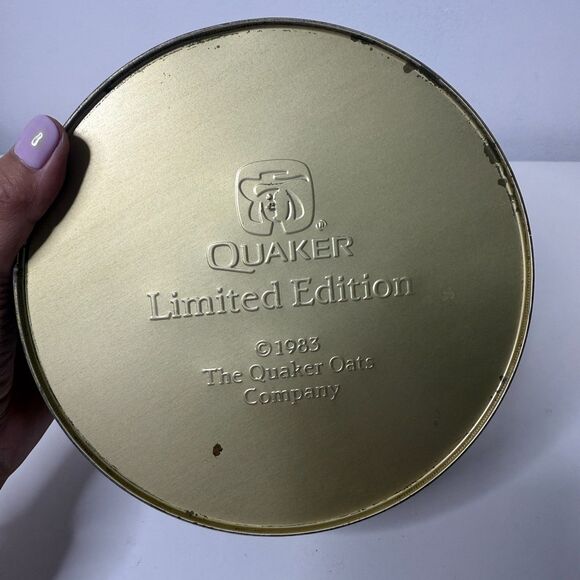 ®
QUAKER
Limited Edition
©1983
The Quaker Oats
Company